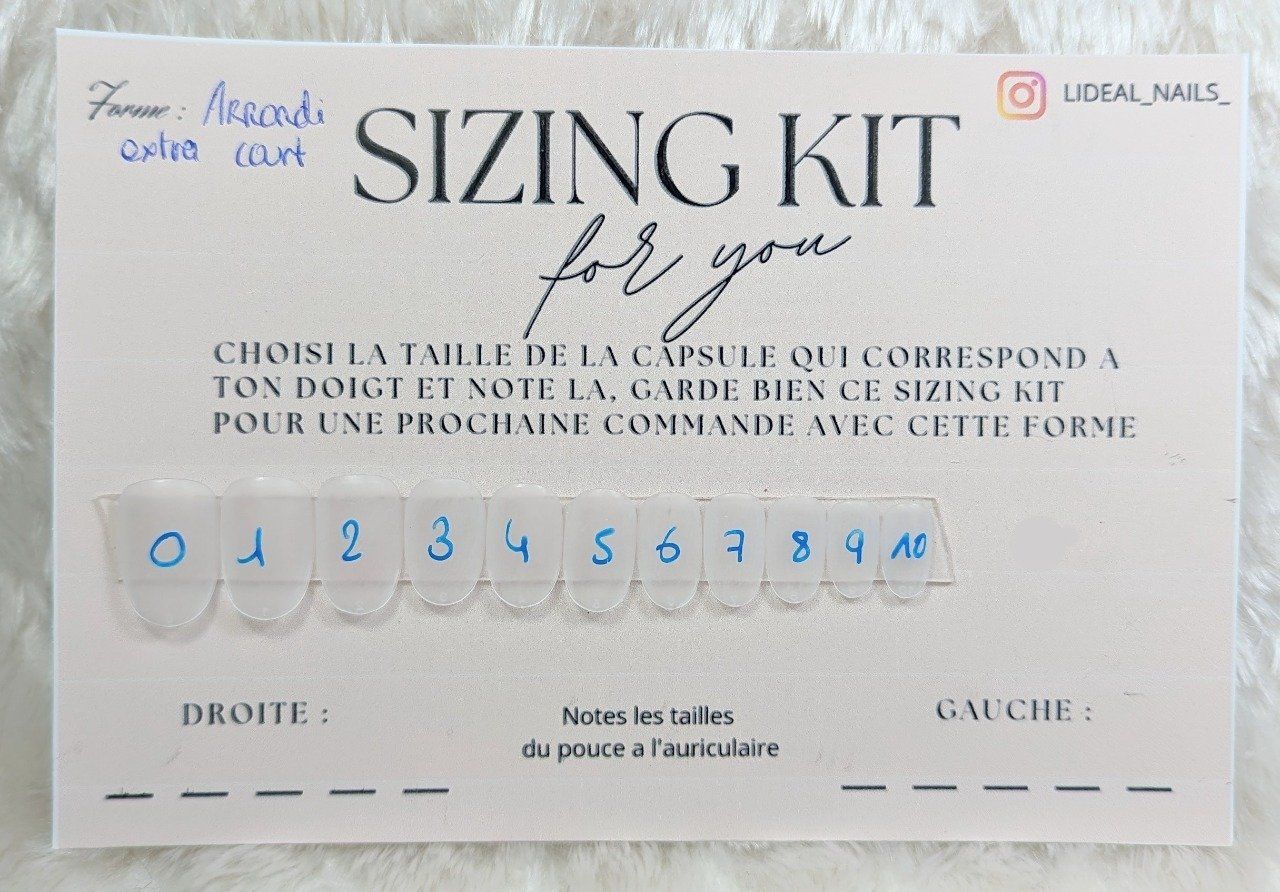 Forme : ARRondi
extra court
LIDEAL_NAILS_
SIZING KIT
for you
CHOISI LA TAILLE DE LA CAPSULE QUI CORRESPOND A
TON DOIGT ET NOTE LA, GARDE BIEN CE SIZING KIT
POUR UNE PROCHAINE COMMANDE AVEC CETTE FORME
0 1 2 3 4 5 6 7 8 9 10
DROITE :
Notes les tailles
du pouce a l'auriculaire
GAUCHE :